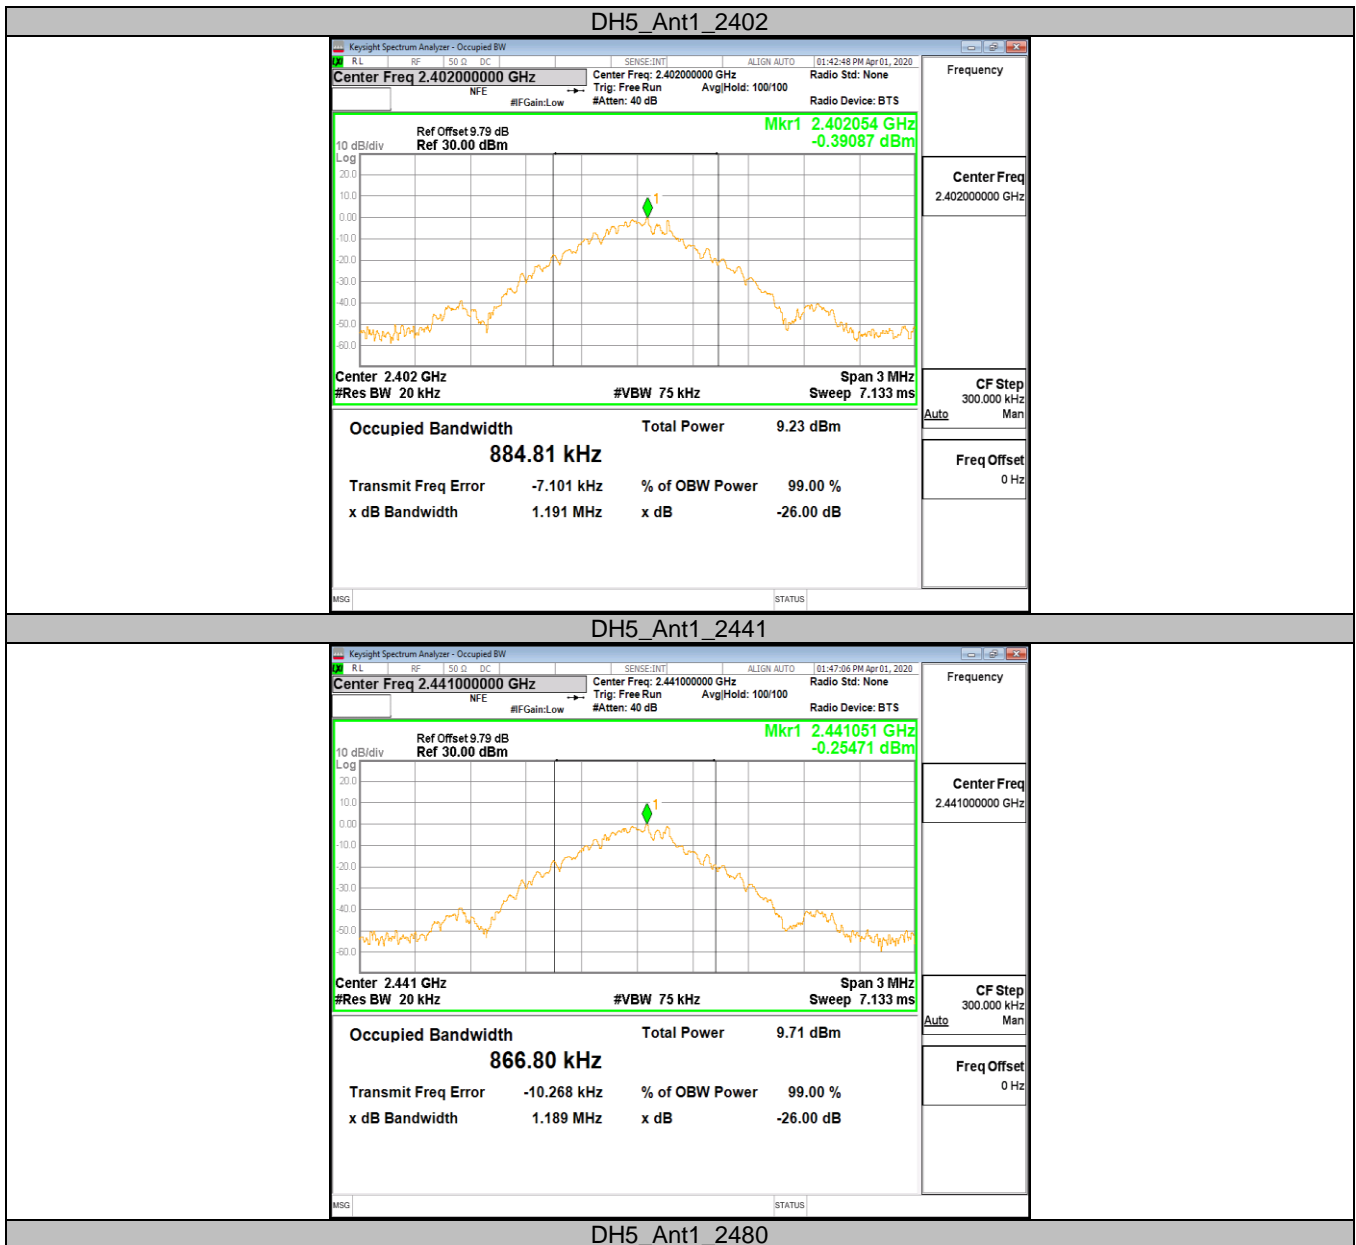 DH5_Ant1_2402
Keysight Spectrum Analyzer - Occupied BW
RL RF 50 Ω DC SENSE:INT ALIGN AUTO 01:42:48 PM Apr 01, 2020
Center Freq 2.402000000 GHz Center Freq: 2.402000000 GHz Radio Std: None Frequency
NFE Trig: Free Run Avg|Hold: 100/100
#IFGain:Low #Atten: 40 dB Radio Device: BTS
Mkr1 2.402054 GHz
Ref Offset 9.79 dB
10 dB/div Ref 30.00 dBm -0.39087 dBm
Log
20.0
10.0
0.00
-10.0
-20.0
-30.0
-40.0
-50.0
-60.0
1
Center Freq
2.402000000 GHz
Center 2.402 GHz Span 3 MHz
#Res BW 20 kHz #VBW 75 kHz Sweep 7.133 ms
CF Step
300.000 kHz
Auto Man
Occupied Bandwidth Total Power 9.23 dBm
884.81 kHz
Freq Offset
0 Hz
Transmit Freq Error -7.101 kHz % of OBW Power 99.00 %
x dB Bandwidth 1.191 MHz x dB -26.00 dB
MSG STATUS
DH5_Ant1_2441
Keysight Spectrum Analyzer - Occupied BW
RL RF 50 Ω DC SENSE:INT ALIGN AUTO 01:47:06 PM Apr 01, 2020
Center Freq 2.441000000 GHz Center Freq: 2.441000000 GHz Radio Std: None Frequency
NFE Trig: Free Run Avg|Hold: 100/100
#IFGain:Low #Atten: 40 dB Radio Device: BTS
Mkr1 2.441051 GHz
Ref Offset 9.79 dB
10 dB/div Ref 30.00 dBm -0.25471 dBm
Log
20.0
10.0
0.00
-10.0
-20.0
-30.0
-40.0
-50.0
-60.0
1
Center Freq
2.441000000 GHz
Center 2.441 GHz Span 3 MHz
#Res BW 20 kHz #VBW 75 kHz Sweep 7.133 ms
CF Step
300.000 kHz
Auto Man
Occupied Bandwidth Total Power 9.71 dBm
866.80 kHz
Freq Offset
0 Hz
Transmit Freq Error -10.268 kHz % of OBW Power 99.00 %
x dB Bandwidth 1.189 MHz x dB -26.00 dB
MSG STATUS
DH5_Ant1_2480